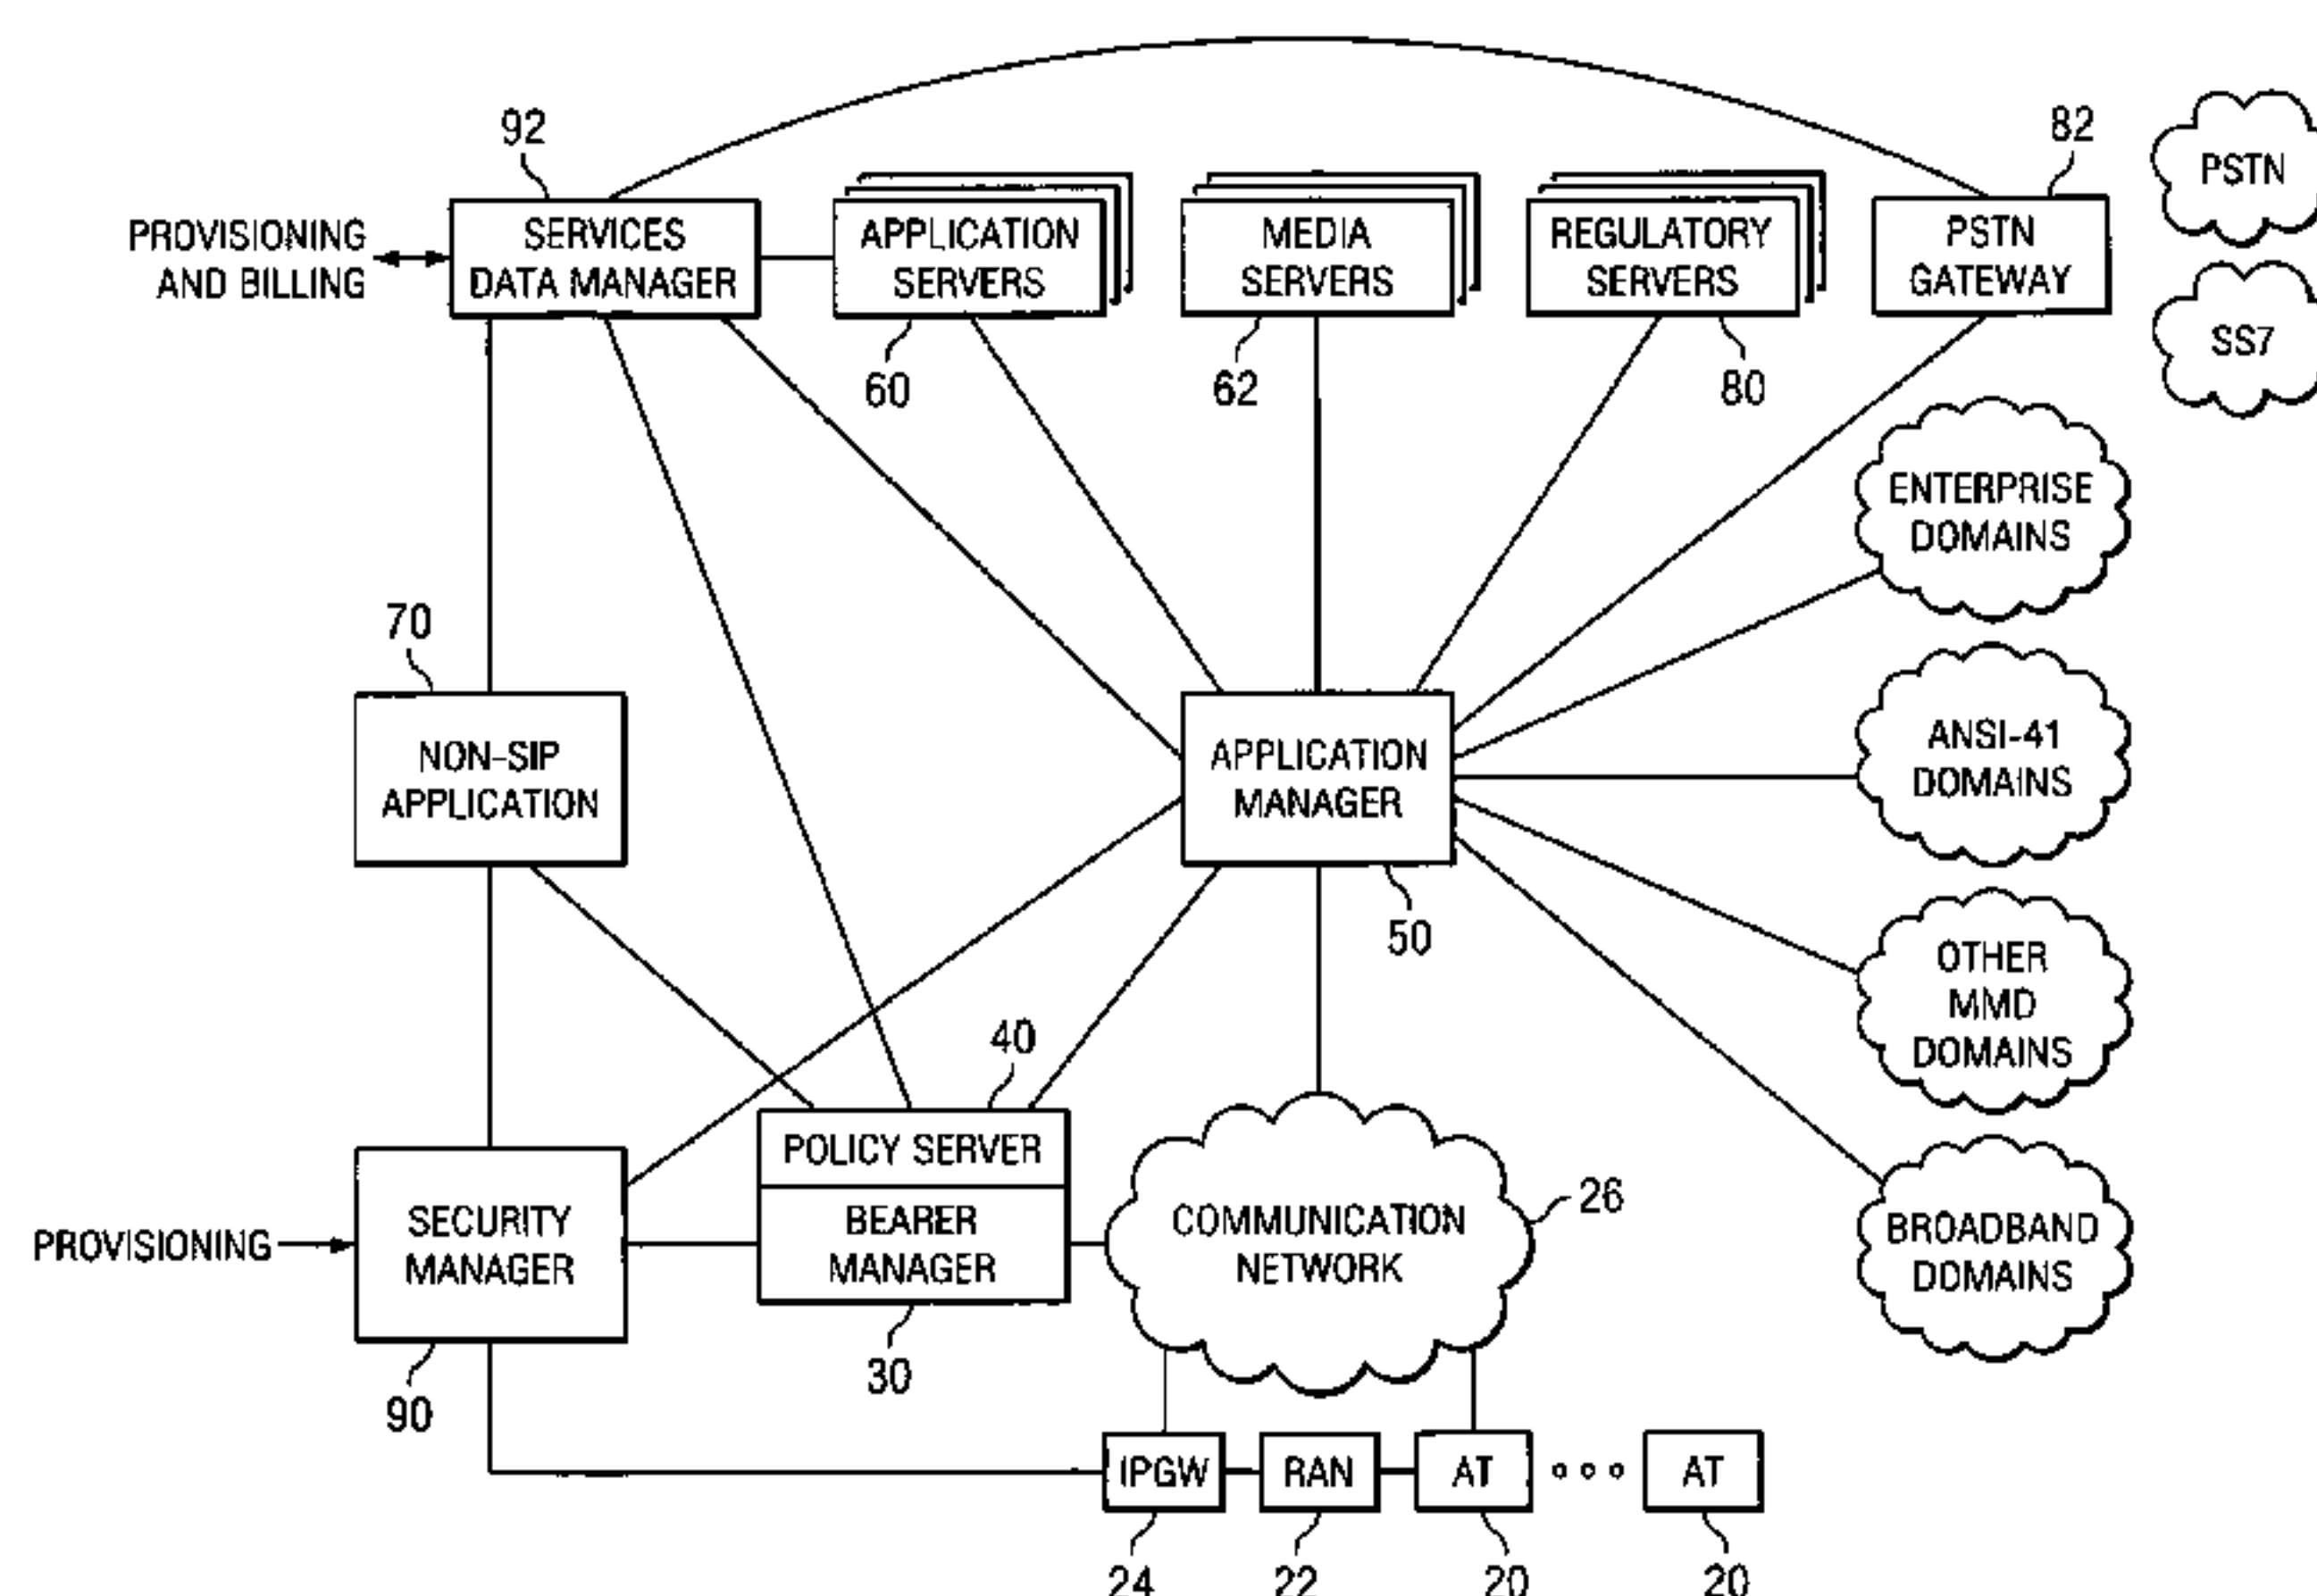 92
82
PSTN
PROVISIONING
AND BILLING
SERVICES
DATA MANAGER
APPLICATION
SERVERS
MEDIA
SERVERS
REGULATORY
SERVERS
PSTN
GATEWAY
SS7
60
62
80
ENTERPRISE
DOMAINS
70
NON-SIP
APPLICATION
APPLICATION
MANAGER
ANSI-41
DOMAINS
50
OTHER
MMD
DOMAINS
40
POLICY SERVER
BEARER
MANAGER
30
PROVISIONING
SECURITY
MANAGER
90
COMMUNICATION
NETWORK
26
BROADBAND
DOMAINS
IPGW
RAN
AT
AT
24
22
20
20